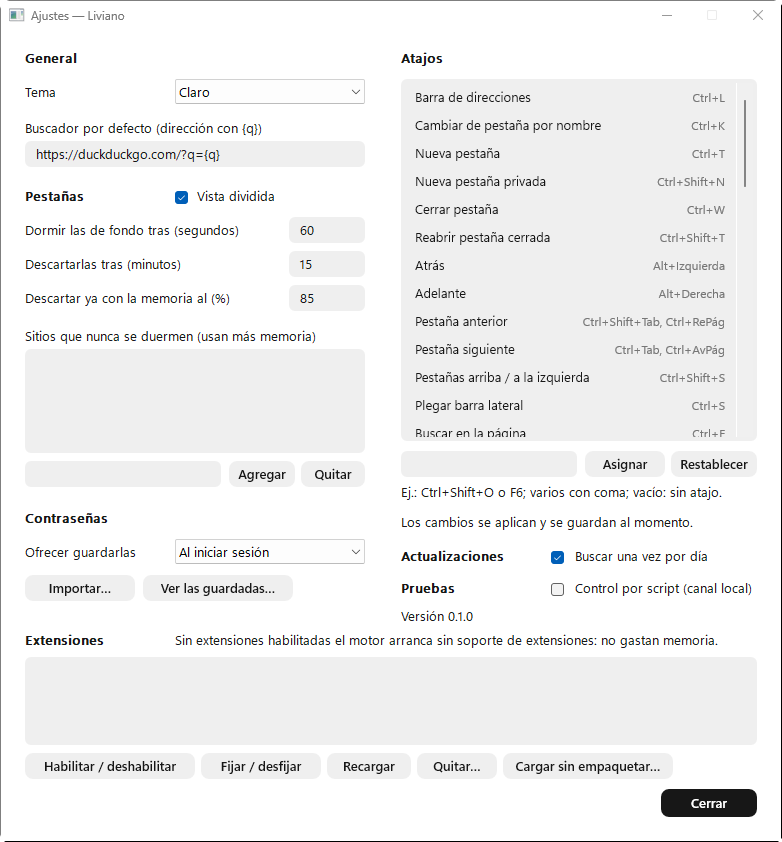 Ajustes — Liviano
General
Tema
Claro
Buscador por defecto (dirección con {q})
https://duckduckgo.com/?q={q}
Pestañas
Vista dividida
Dormir las de fondo tras (segundos)
60
Descartarlas tras (minutos)
15
Descartar ya con la memoria al (%)
85
Sitios que nunca se duermen (usan más memoria)
Agregar
Quitar
Contraseñas
Ofrecer guardarlas
Al iniciar sesión
Importar...
Ver las guardadas...
Atajos
Barra de direcciones Ctrl+L
Cambiar de pestaña por nombre Ctrl+K
Nueva pestaña Ctrl+T
Nueva pestaña privada Ctrl+Shift+N
Cerrar pestaña Ctrl+W
Reabrir pestaña cerrada Ctrl+Shift+T
Atrás Alt+Izquierda
Adelante Alt+Derecha
Pestaña anterior Ctrl+Shift+Tab, Ctrl+RePág
Pestaña siguiente Ctrl+Tab, Ctrl+AvPág
Pestañas arriba / a la izquierda Ctrl+Shift+S
Plegar barra lateral Ctrl+S
Buscar en la página Ctrl+F
Asignar
Restablecer
Ej.: Ctrl+Shift+O o F6; varios con coma; vacío: sin atajo.
Los cambios se aplican y se guardan al momento.
Actualizaciones
Buscar una vez por día
Pruebas
Control por script (canal local)
Versión 0.1.0
Extensiones
Sin extensiones habilitadas el motor arranca sin soporte de extensiones: no gastan memoria.
Habilitar / deshabilitar
Fijar / desfijar
Recargar
Quitar...
Cargar sin empaquetar...
Cerrar